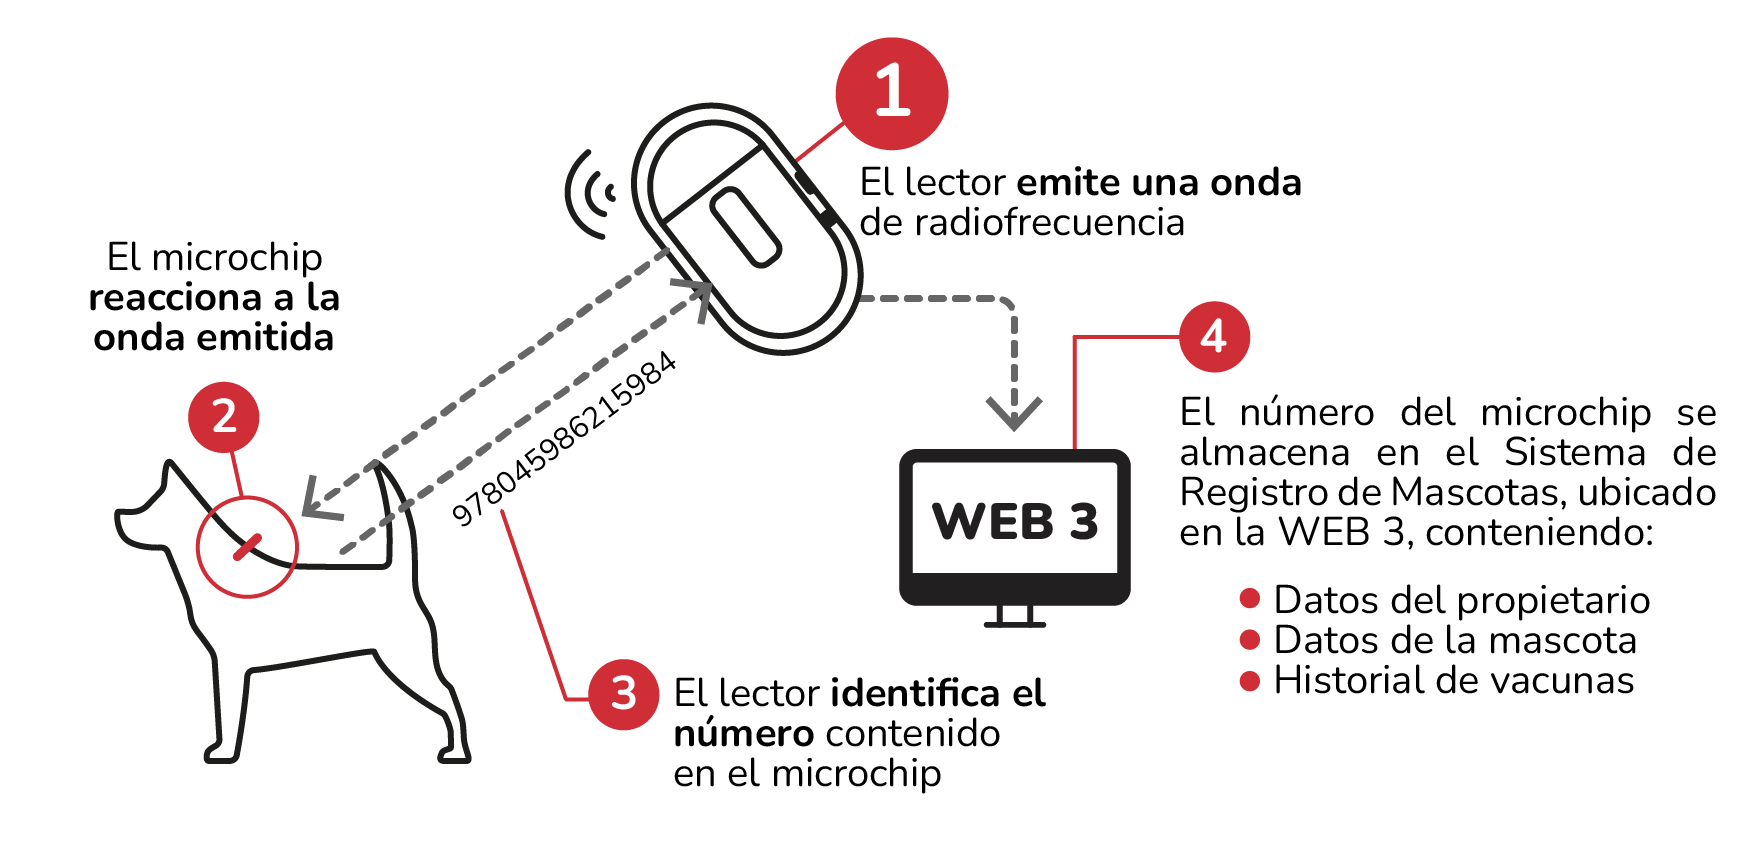 1
El lector emite una onda
de radiofrecuencia
El microchip
reacciona a la
onda emitida
2
978045986215984
3
El lector identifica el
número contenido
en el microchip
4
WEB 3
El número del microchip se
almacena en el Sistema de
Registro de Mascotas, ubicado
en la WEB 3, conteniendo:
Datos del propietario
Datos de la mascota
Historial de vacunas